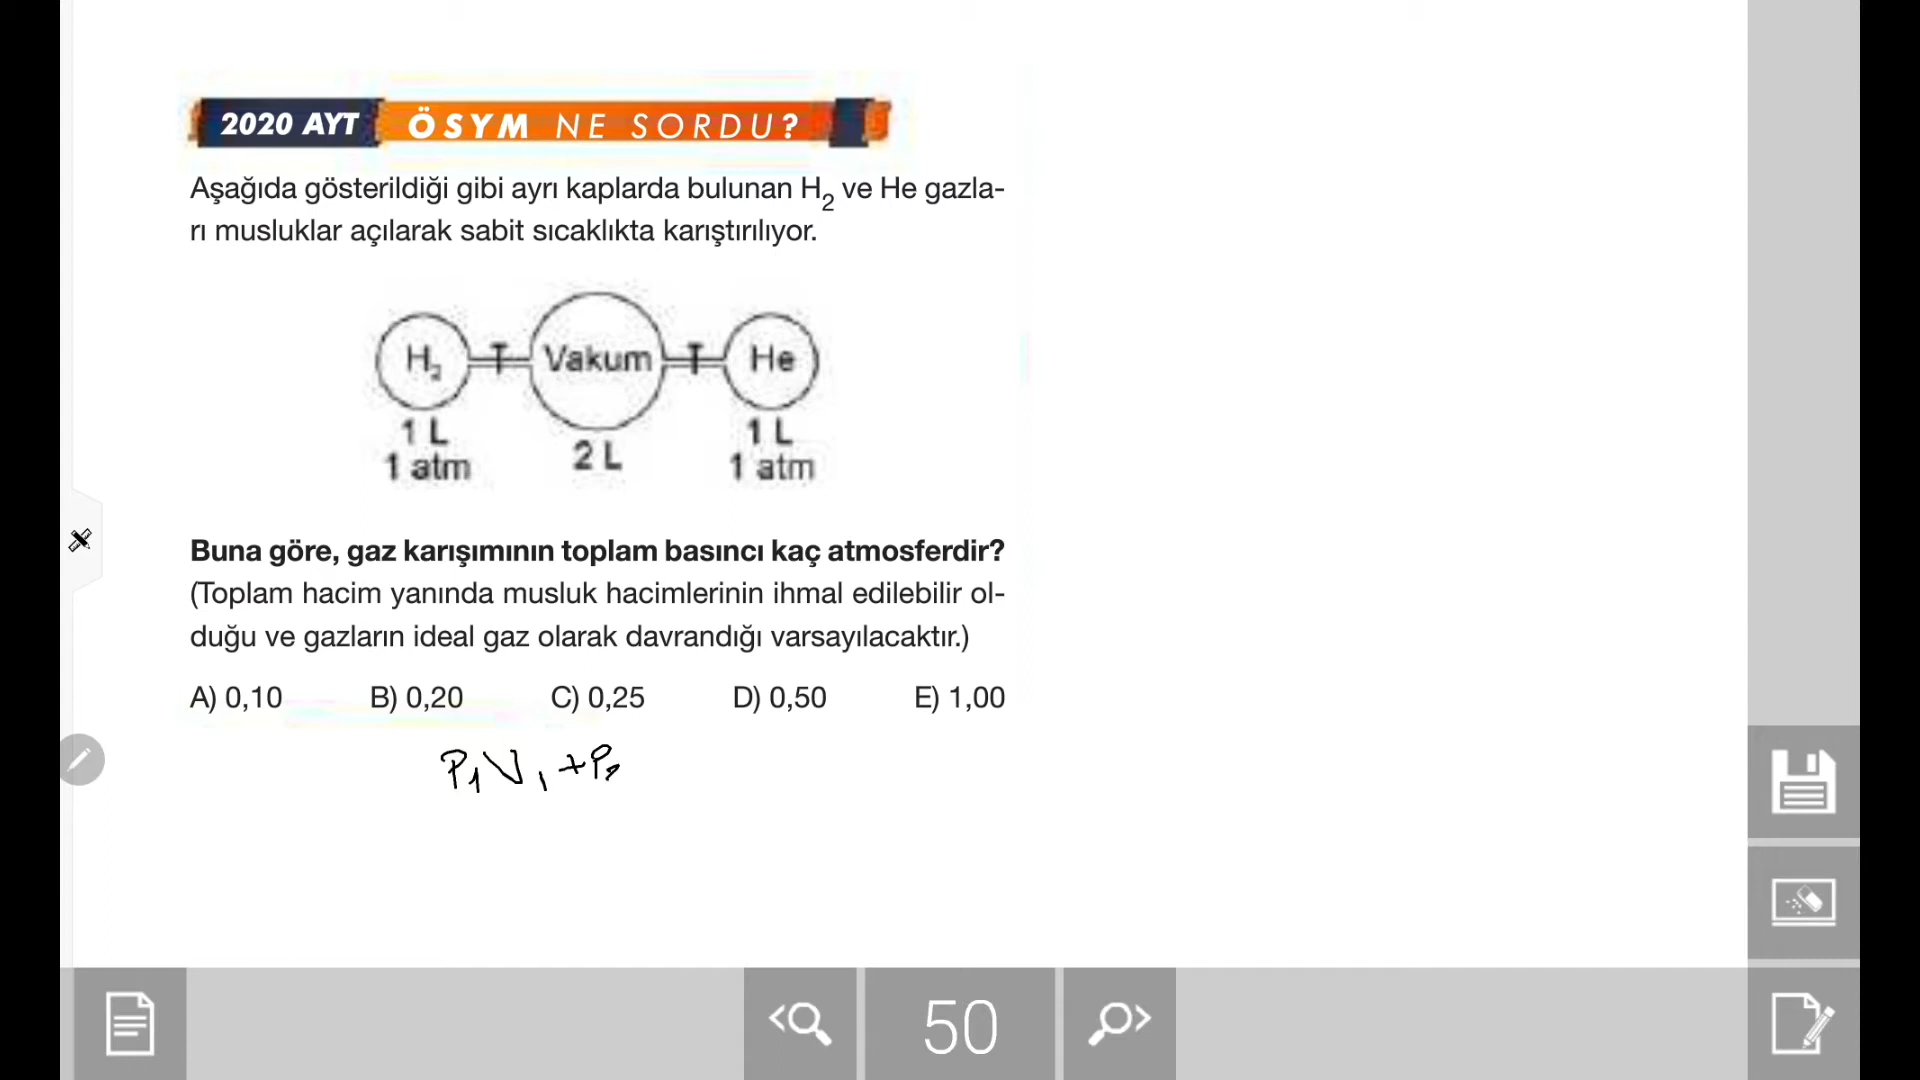 2020 AYT ÖSYM NE SORDU?
Aşağıda gösterildiği gibi ayrı kaplarda bulunan H₂ ve He gazla-
rı musluklar açılarak sabit sıcaklıkta karıştırılıyor.
H₂ Vakum He
1 L 2 L 1 L
1 atm 1 atm
Buna göre, gaz karışımının toplam basıncı kaç atmosferdir?
(Toplam hacim yanında musluk hacimlerinin ihmal edilebilir ol-
duğu ve gazların ideal gaz olarak davrandığı varsayılacaktır.)
A) 0,10 B) 0,20 C) 0,25 D) 0,50 E) 1,00
P₁V₁+P₂
50